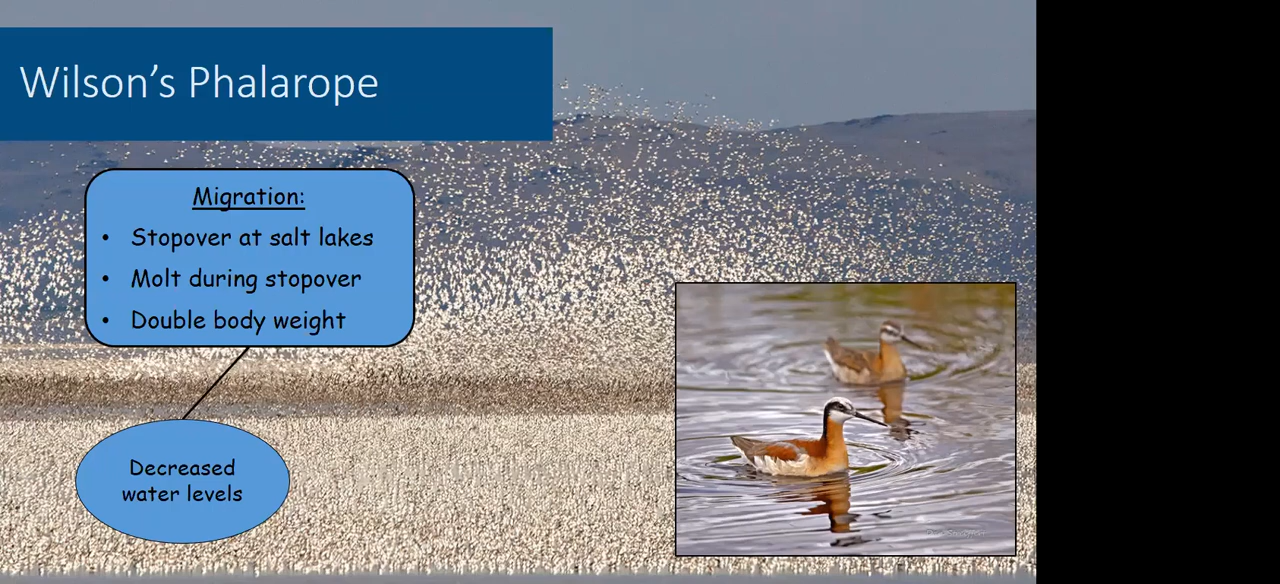 Wilson’s Phalarope
Migration:
• Stopover at salt lakes
• Molt during stopover
• Double body weight
Decreased
water levels